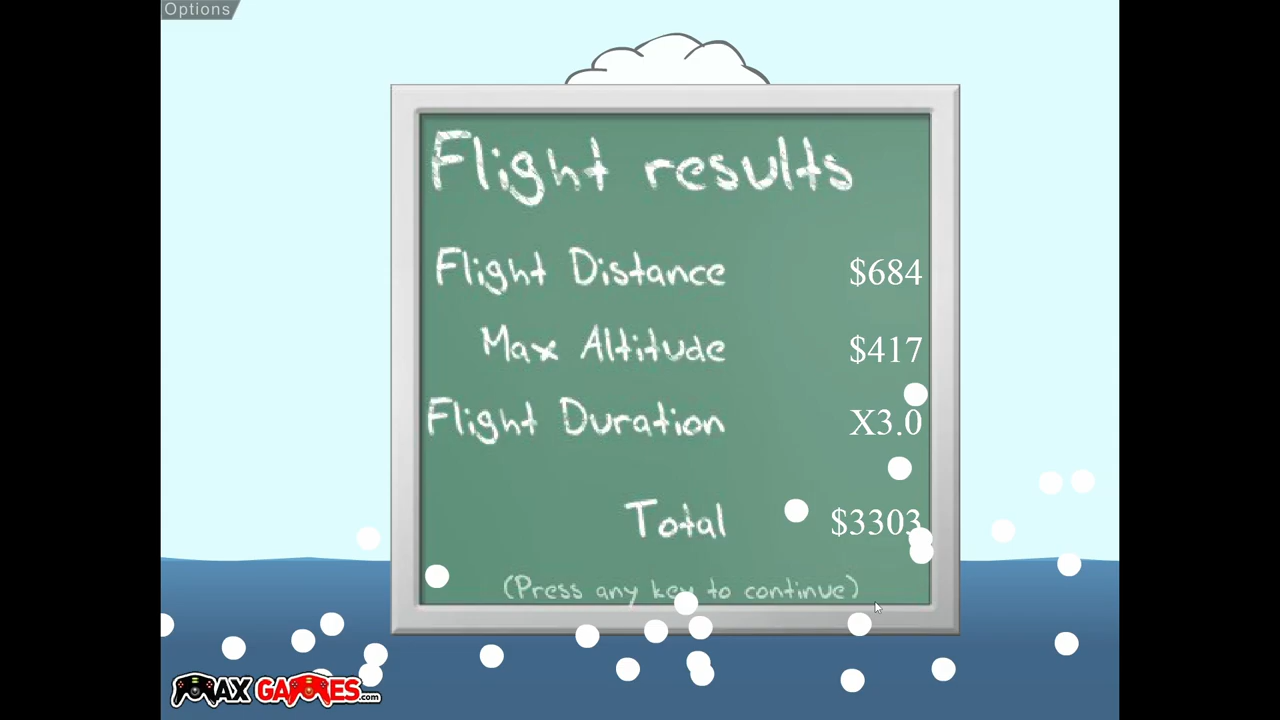 Options
Flight results
Flight Distance $684
Max Altitude $417
Flight Duration X3.0
Total $3303
(Press any key to continue)
MAX GAMES.com